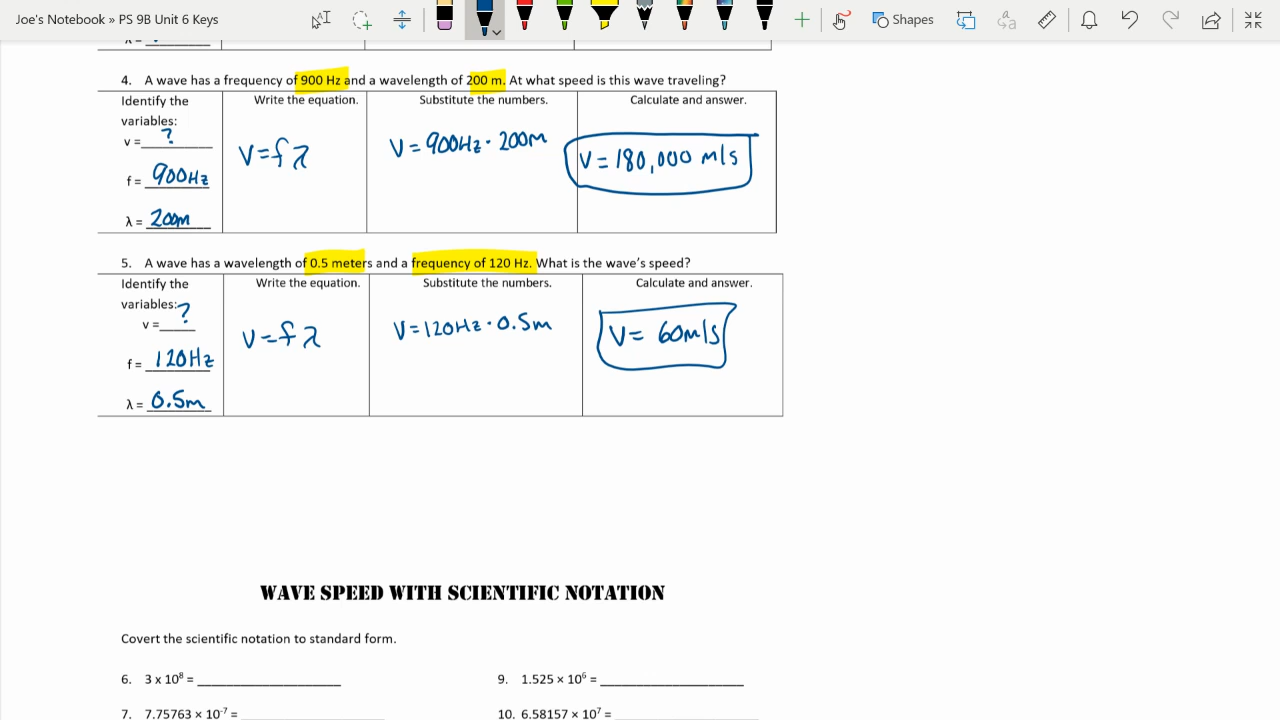 Joe's Notebook » PS 9B Unit 6 Keys
Shapes
4. A wave has a frequency of 900 Hz and a wavelength of 200 m. At what speed is this wave traveling?
Identify the variables:
v = ?
f = 900Hz
λ = 200m
Write the equation.
V=fλ
Substitute the numbers.
V = 900Hz · 200m
Calculate and answer.
V = 180,000 m/s
5. A wave has a wavelength of 0.5 meters and a frequency of 120 Hz. What is the wave's speed?
Identify the variables:
v = ?
f = 120Hz
λ = 0.5m
Write the equation.
V=fλ
Substitute the numbers.
V=120Hz · 0.5m
Calculate and answer.
V= 60m/s
WAVE SPEED WITH SCIENTIFIC NOTATION
Covert the scientific notation to standard form.
6. 3 x 10⁸ = ____________________
9. 1.525 × 10⁶ = ____________________
7. 7.75763 × 10⁻⁷ = ____________________
10. 6.58157 × 10⁷ = ____________________